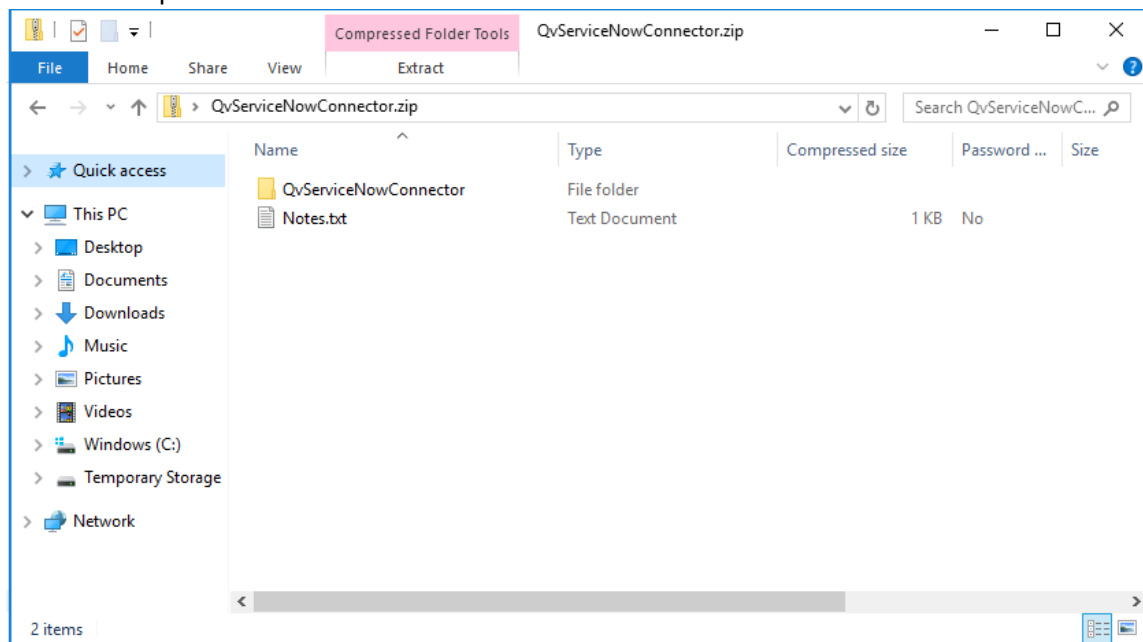 Compressed Folder Tools
QvServiceNowConnector.zip
File
Home
Share
View
Extract
QvServiceNowConnector.zip
Search QvServiceNowC...
Name
Type
Compressed size
Password ...
Size
Quick access
This PC
Desktop
Documents
Downloads
Music
Pictures
Videos
Windows (C:)
Temporary Storage
Network
QvServiceNowConnector
File folder
Notes.txt
Text Document
1 KB
No
2 items